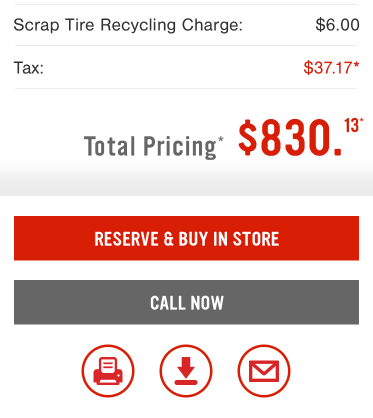 Scrap Tire Recycling Charge: $6.00
Tax: $37.17*
Total Pricing* $830.13*
RESERVE & BUY IN STORE
CALL NOW